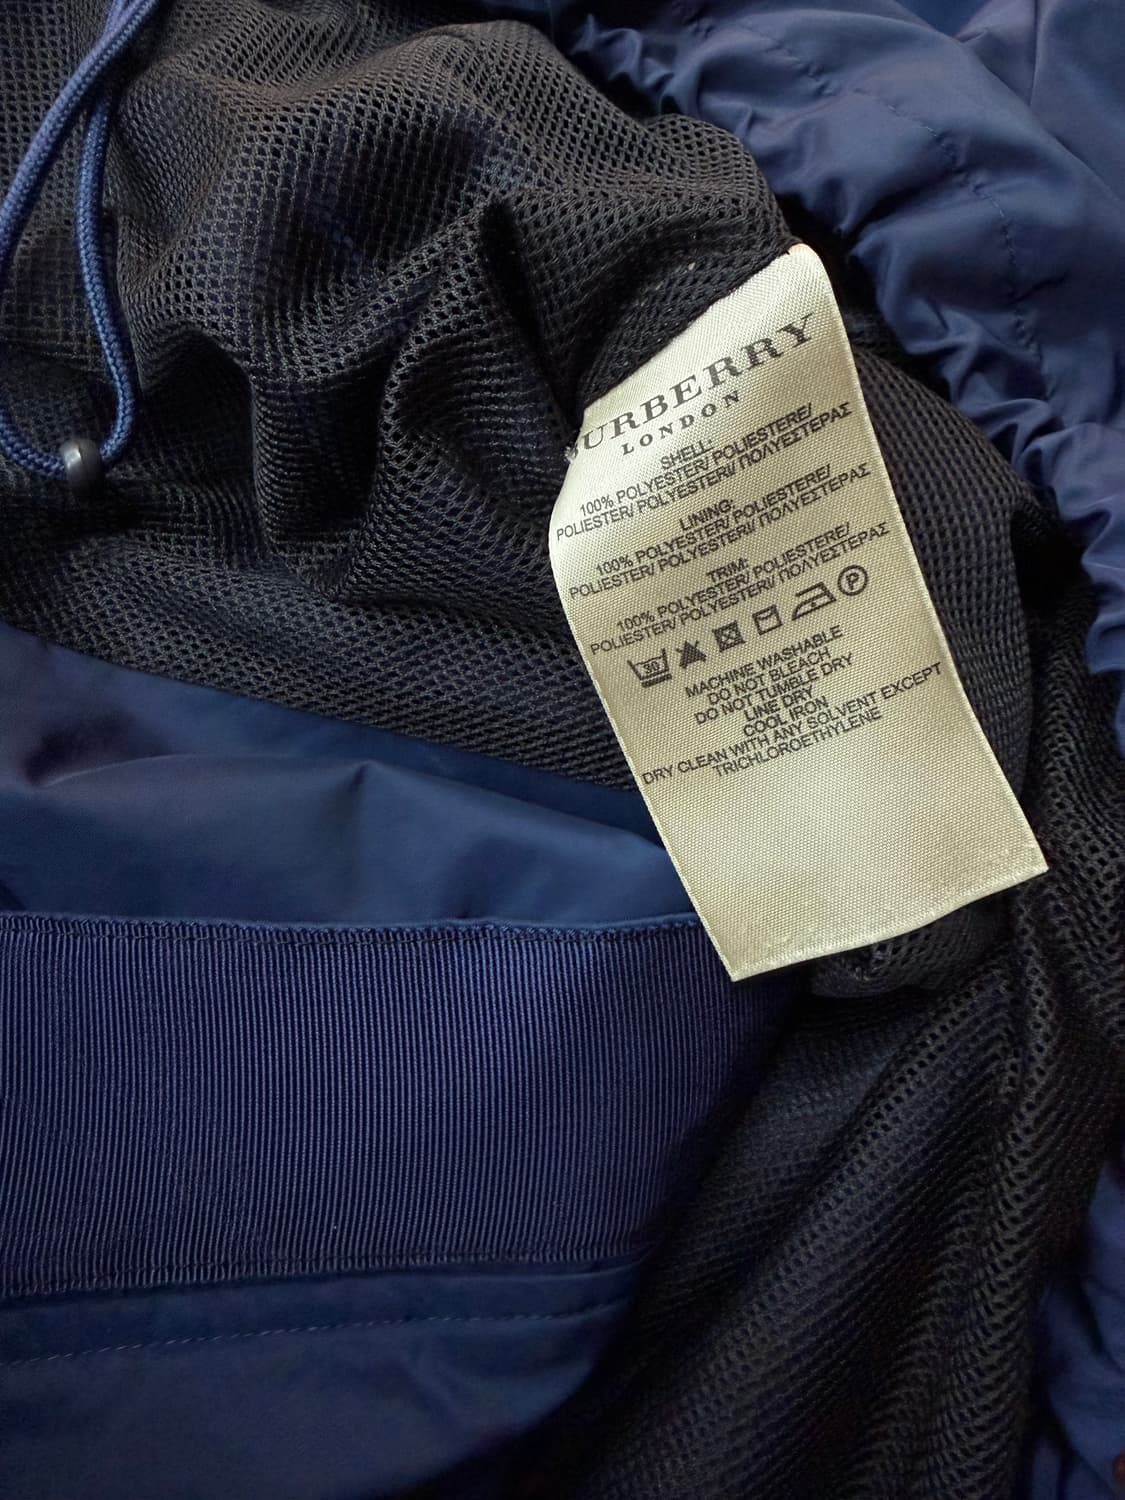 BURBERRY
LONDON
SHELL:
100% POLYESTER/ POLIESTERE/
POLIESTER/ POLYESTER// ΠΟΛΥΕΣΤΕΡΑΣ
LINING:
100% POLYESTER/ POLIESTERE/
POLIESTER/ POLYESTER// ΠΟΛΥΕΣΤΕΡΑΣ
TRIM:
100% POLYESTER/ POLIESTERE/
POLIESTER/ POLYESTER// ΠΟΛΥΕΣΤΕΡΑΣ
30 P
MACHINE WASHABLE
DO NOT BLEACH
DO NOT TUMBLE DRY
LINE DRY
COOL IRON
DRY CLEAN WITH ANY SOLVENT EXCEPT
TRICHLOROETHYLENE